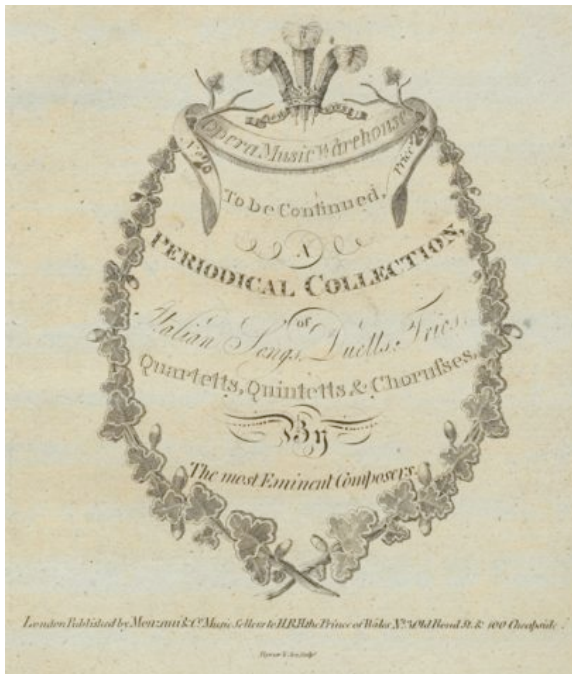 Opera Music Warehouse
No. 
Price
To be Continued.
A
PERIODICAL COLLECTION,
of
Italian Songs, Duetts, Trios,
Quartetts, Quintetts & Chorusses,
By
The most Eminent Composers.
London Published by Monzani & Co. Music Sellers to H.R.H. the Prince of Wales No. Old Bond St. & 100 Cheapside